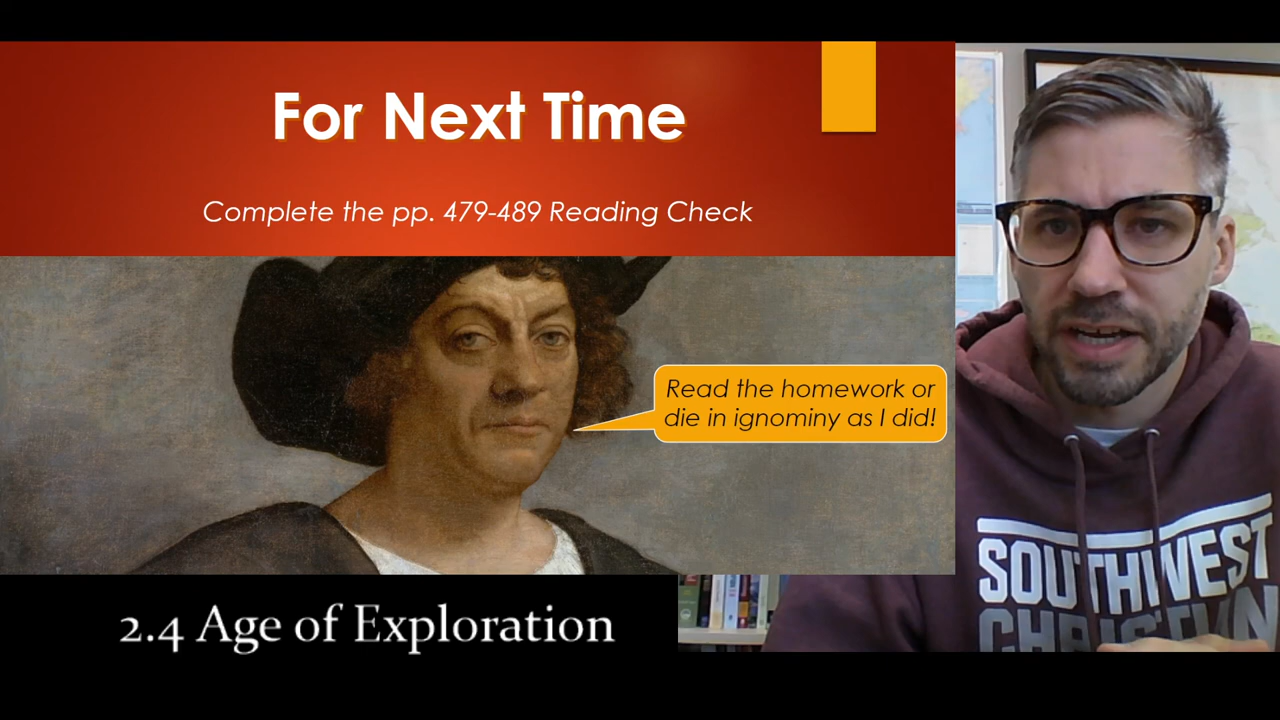 For Next Time
Complete the pp. 479-489 Reading Check
Read the homework or
die in ignominy as I did!
2.4 Age of Exploration
SOUTHWEST
CHRISTIAN